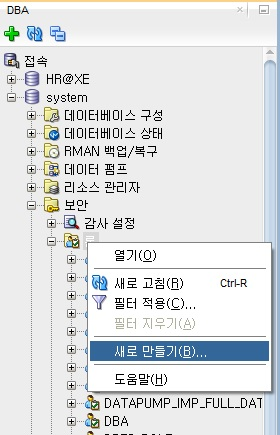 DBA
접속
HR@XE
system
데이터베이스 구성
데이터베이스 상태
RMAN 백업/복구
데이터 펌프
리소스 관리자
보안
감사 설정
열기(O)
새로 고침(R) Ctrl-R
필터 적용(C)...
필터 지우기(A)
새로 만들기(B)...
도움말(H)
DATAPUMP_IMP_FULL_DAT
DBA